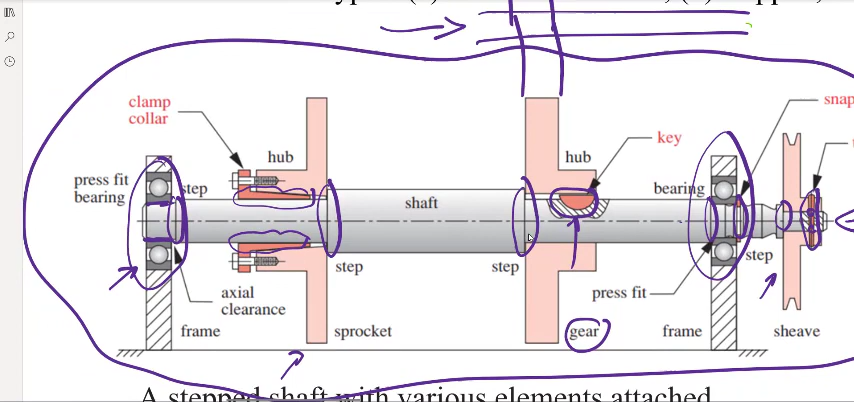 clamp
collar
snap
key
hub
hub
press fit
bearing
step
bearing
shaft
step
step
step
press fit
axial
clearance
frame
sprocket
gear
frame
sheave
A stepped shaft with various elements attached